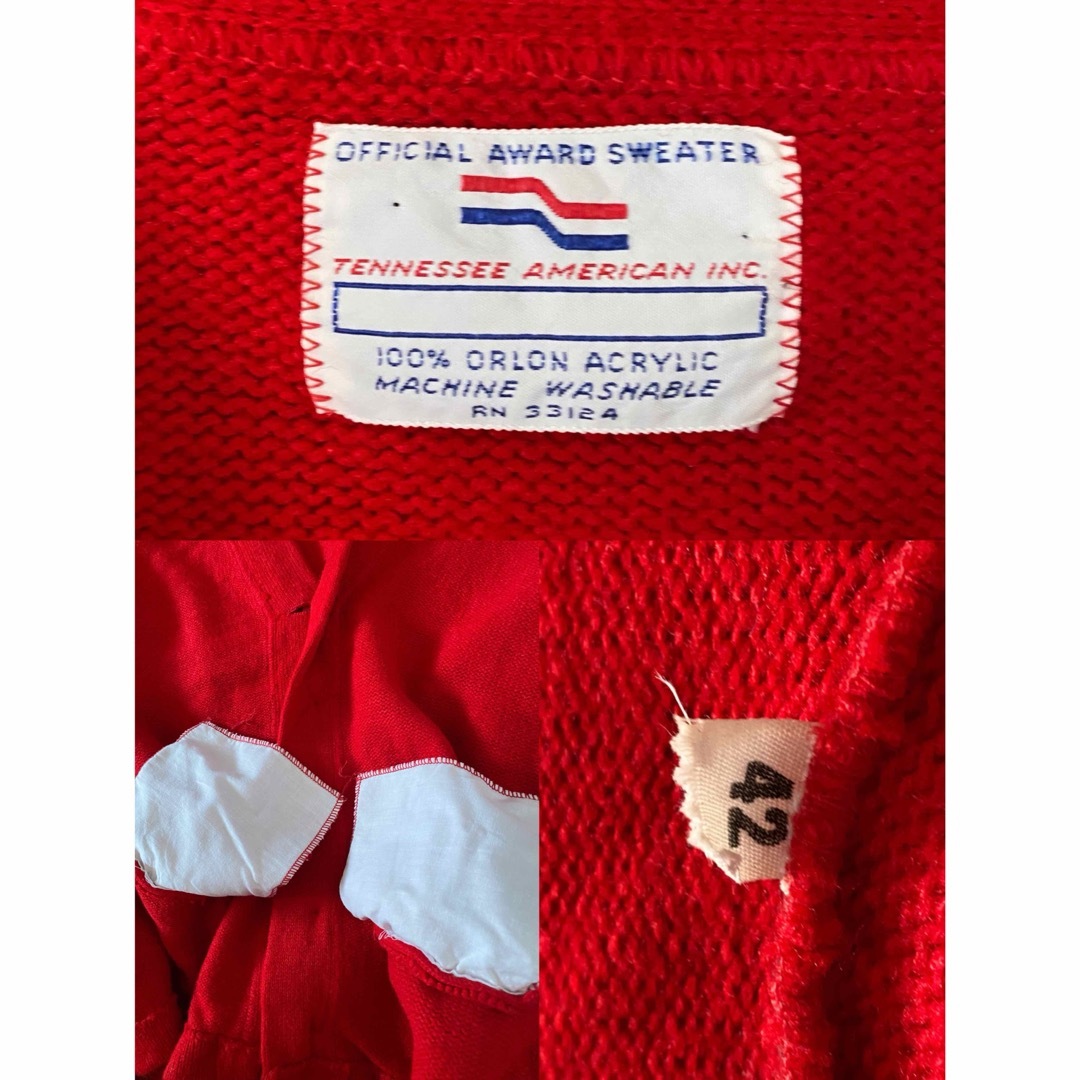 OFFICIAL AWARD SWEATER
TENNESSEE AMERICAN INC.
100% ORLON ACRYLIC
MACHINE WASHABLE
RN 33124
42